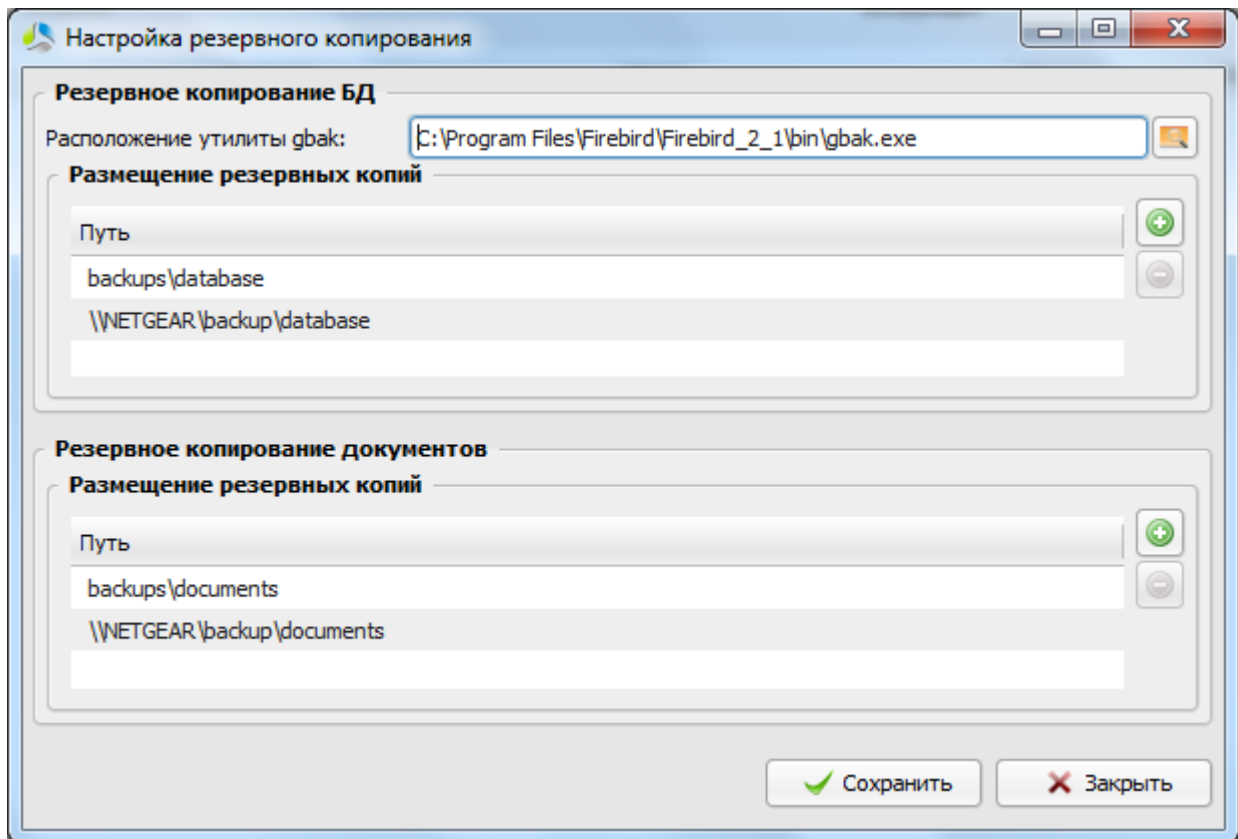 Настройка резервного копирования
Резервное копирование БД
Расположение утилиты gbak: C:\Program Files\Firebird\Firebird_2_1\bin\gbak.exe
Размещение резервных копий
Путь
backups\database
\\NETGEAR\backup\database
Резервное копирование документов
Размещение резервных копий
Путь
backups\documents
\\NETGEAR\backup\documents
Сохранить Закрыть